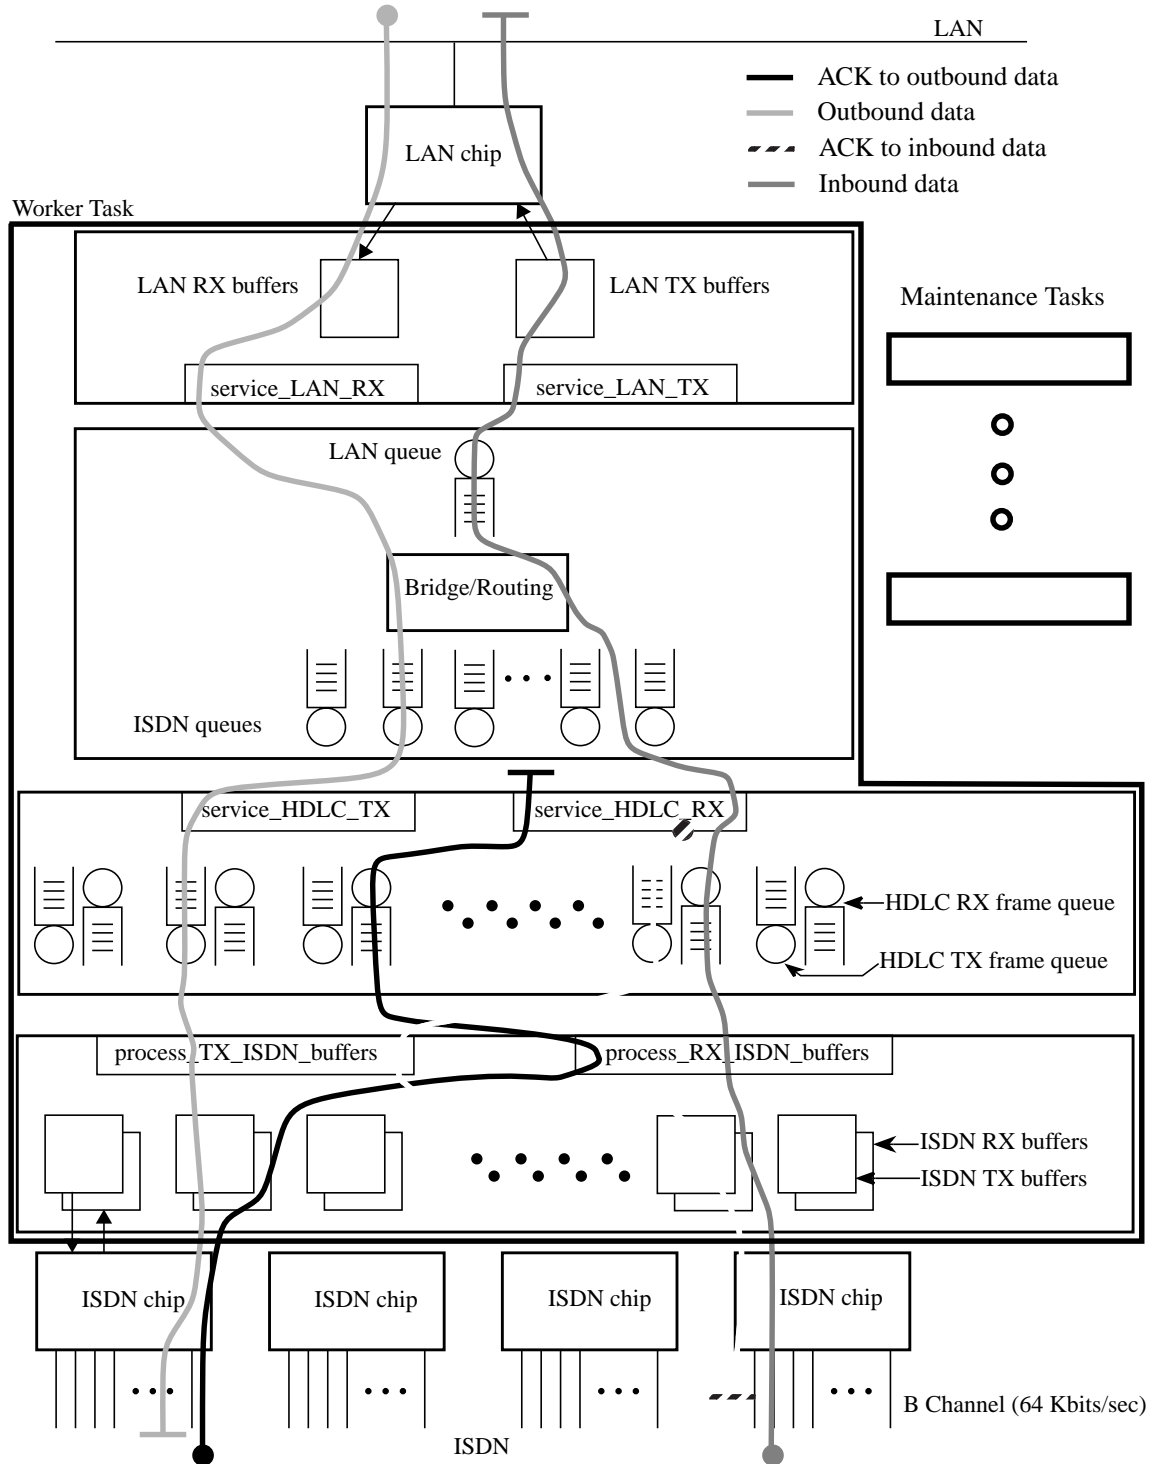 LAN
ACK to outbound data
Outbound data
ACK to inbound data
Inbound data
LAN chip
Worker Task
LAN RX buffers
LAN TX buffers
Maintenance Tasks
service_LAN_RX
service_LAN_TX
LAN queue
Bridge/Routing
ISDN queues
service_HDLC_TX
service_HDLC_RX
HDLC RX frame queue
HDLC TX frame queue
process_TX_ISDN_buffers
process_RX_ISDN_buffers
ISDN RX buffers
ISDN TX buffers
ISDN chip
ISDN chip
ISDN chip
ISDN chip
B Channel (64 Kbits/sec)
ISDN